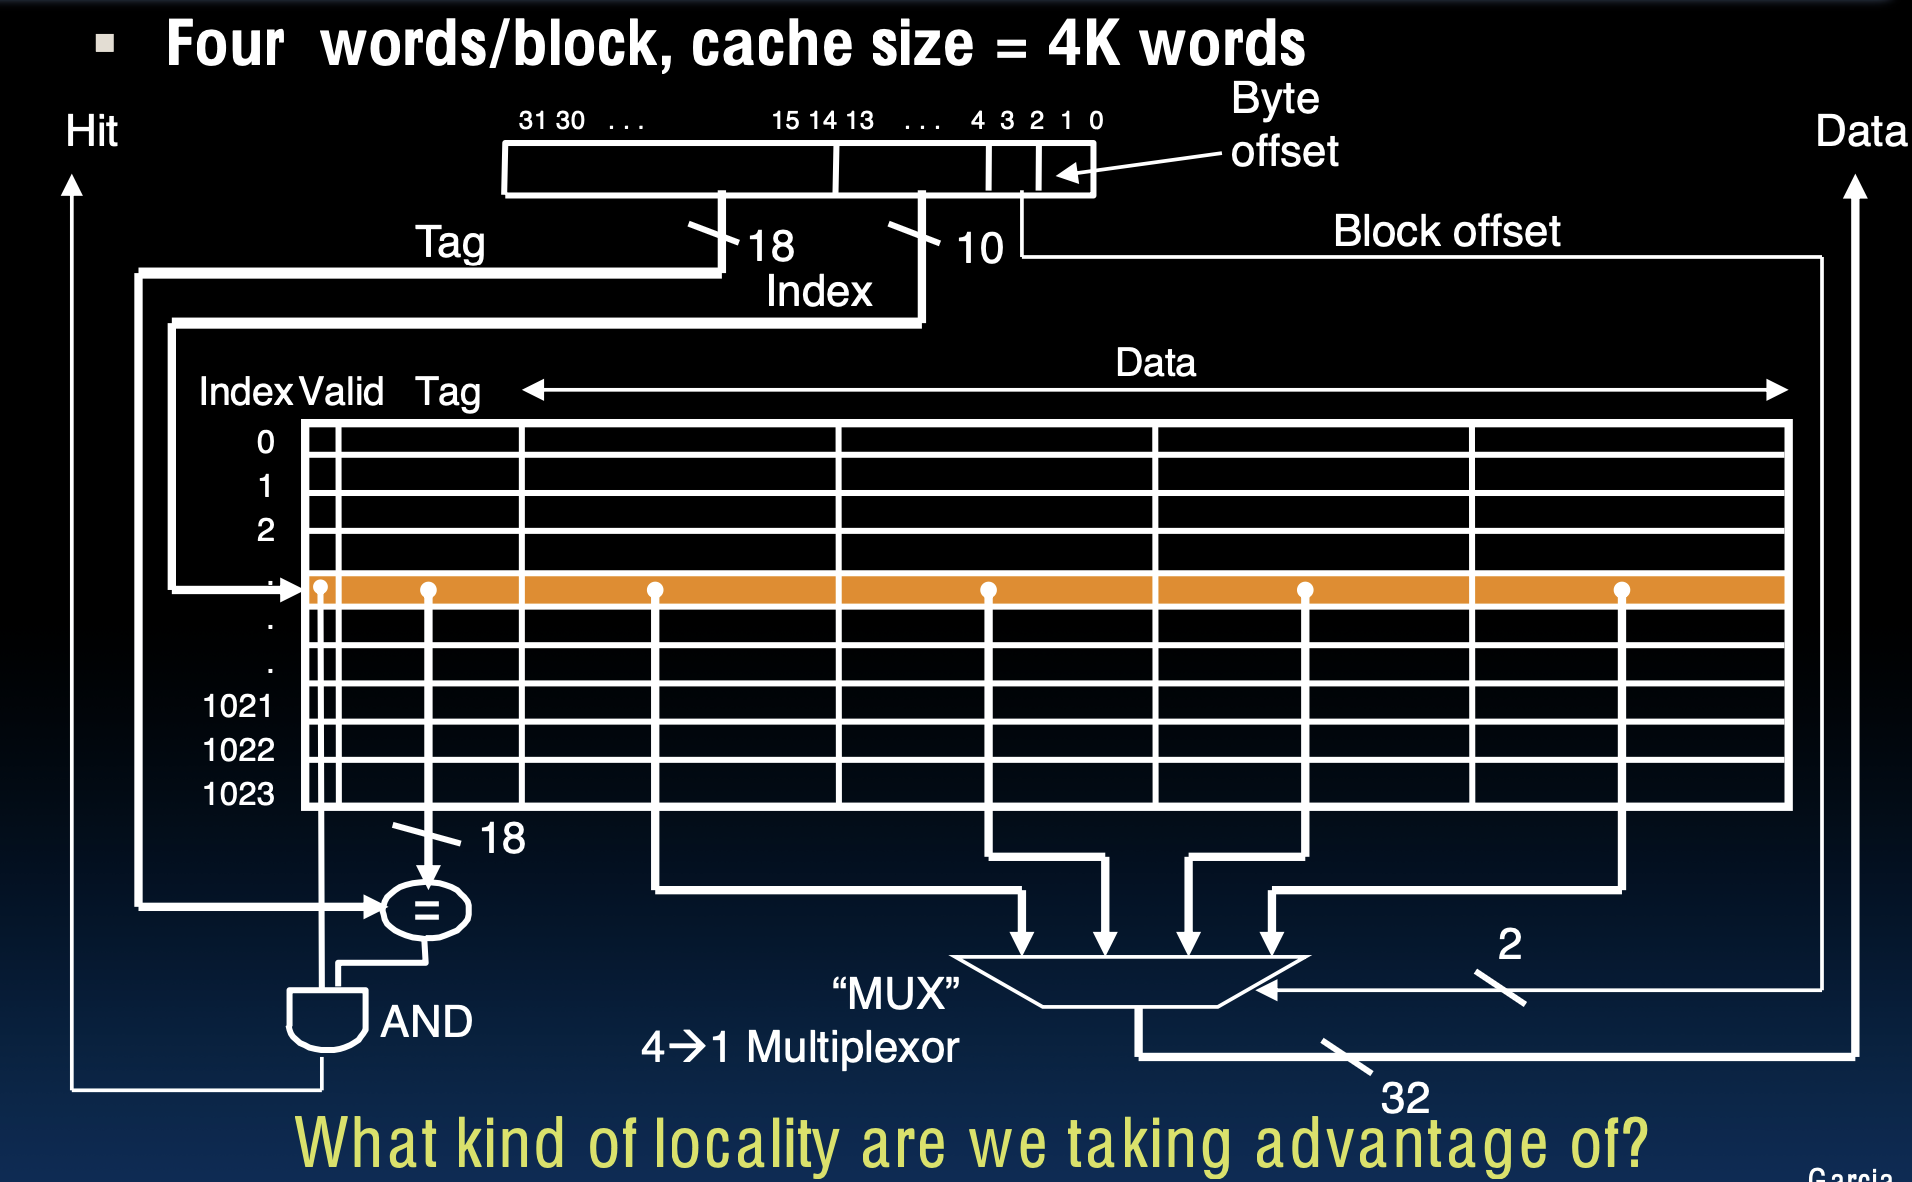 ▪ Four words/block, cache size = 4K words
Byte
offset
31 30 ... 15 14 13 ... 4 3 2 1 0
Hit
Data
Tag
18
10
Block offset
Index
Data
Index Valid Tag
0
1
2
.
.
.
1021
1022
1023
18
=
2
AND
“MUX”
4→1 Multiplexor
32
What kind of locality are we taking advantage of?
Garcia